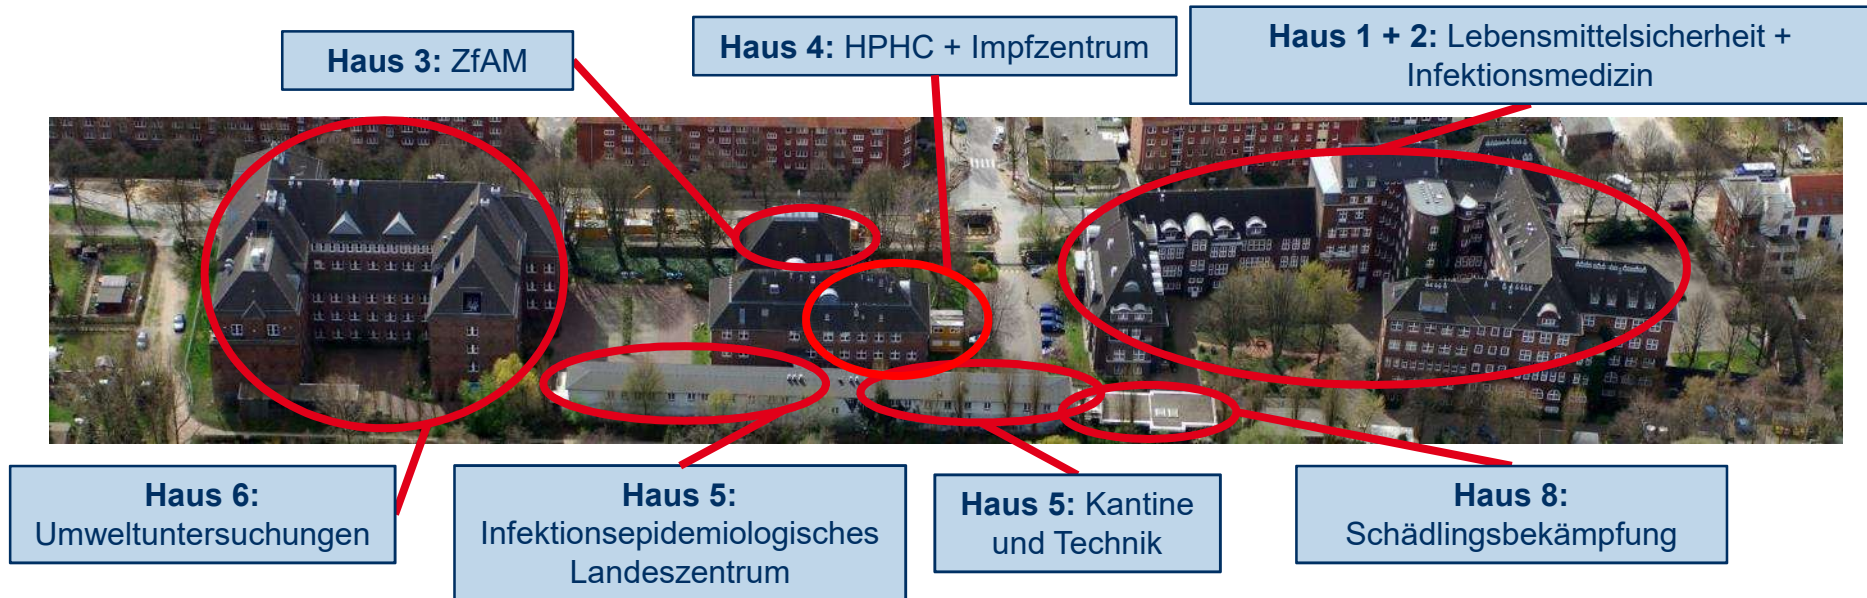 Haus 3: ZfAM
Haus 4: HPHC + Impfzentrum
Haus 1 + 2: Lebensmittelsicherheit +
Infektionsmedizin
Haus 6:
Umweltuntersuchungen
Haus 5:
Infektionsepidemiologisches
Landeszentrum
Haus 5: Kantine
und Technik
Haus 8:
Schädlingsbekämpfung